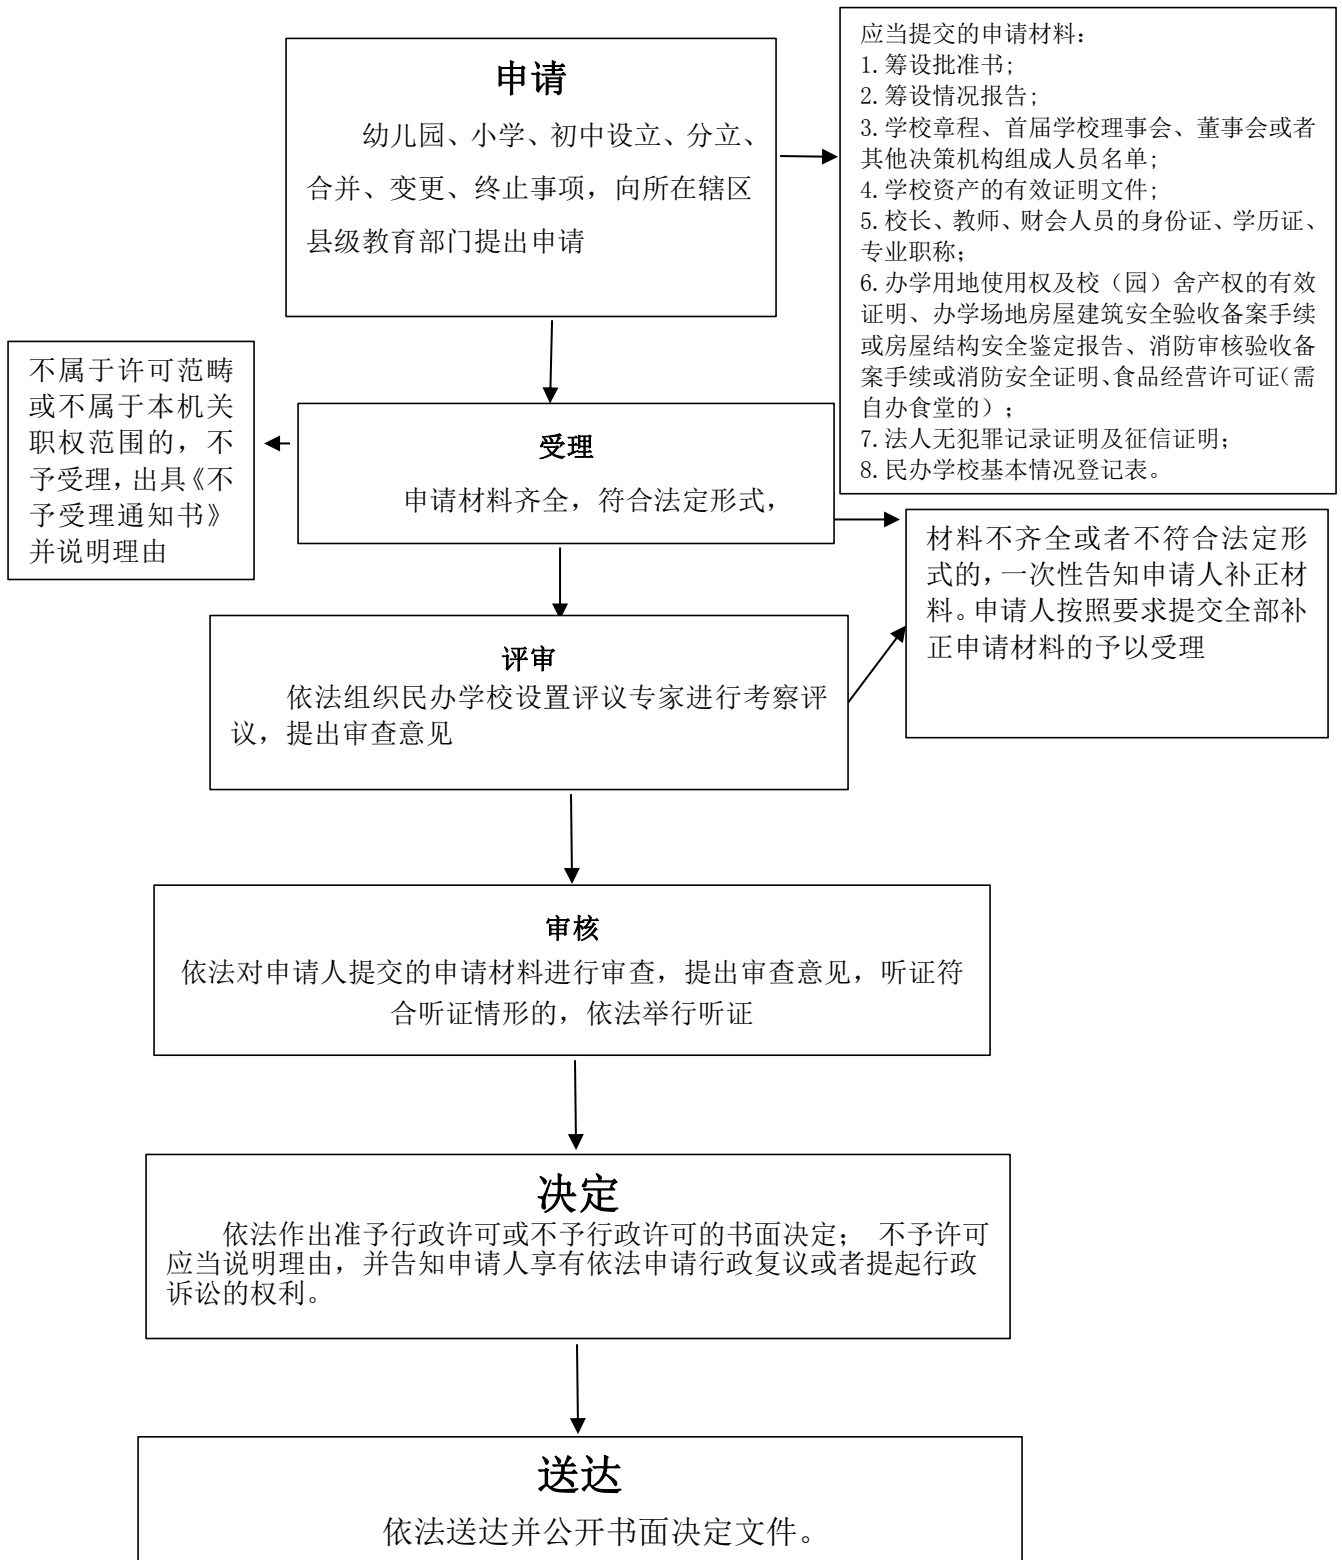 申请
幼儿园、小学、初中设立、分立、
合并、变更、终止事项，向所在辖区
县级教育部门提出申请
应当提交的申请材料：
1.筹设批准书；
2.筹设情况报告；
3.学校章程、首届学校理事会、董事会或者
其他决策机构组成人员名单；
4.学校资产的有效证明文件；
5.校长、教师、财会人员的身份证、学历证、
专业职称；
6.办学用地使用权及校（园）舍产权的有效
证明、办学场地房屋建筑安全验收备案手续
或房屋结构安全鉴定报告、消防审核验收备
案手续或消防安全证明、食品经营许可证（需
自办食堂的）；
7.法人无犯罪记录证明及征信证明；
8.民办学校基本情况登记表。
不属于许可范畴
或不属于本机关
职权范围的，不
予受理，出具《不
予受理通知书》
并说明理由
受理
申请材料齐全，符合法定形式，
材料不齐全或者不符合法定形
式的，一次性告知申请人补正材
料。申请人按照要求提交全部补
正申请材料的予以受理
评审
依法组织民办学校设置评议专家进行考察评
议，提出审查意见
审核
依法对申请人提交的申请材料进行审查，提出审查意见，听证符
合听证情形的，依法举行听证
决定
依法作出准予行政许可或不予行政许可的书面决定； 不予许可
应当说明理由，并告知申请人享有依法申请行政复议或者提起行政
诉讼的权利。
送达
依法送达并公开书面决定文件。